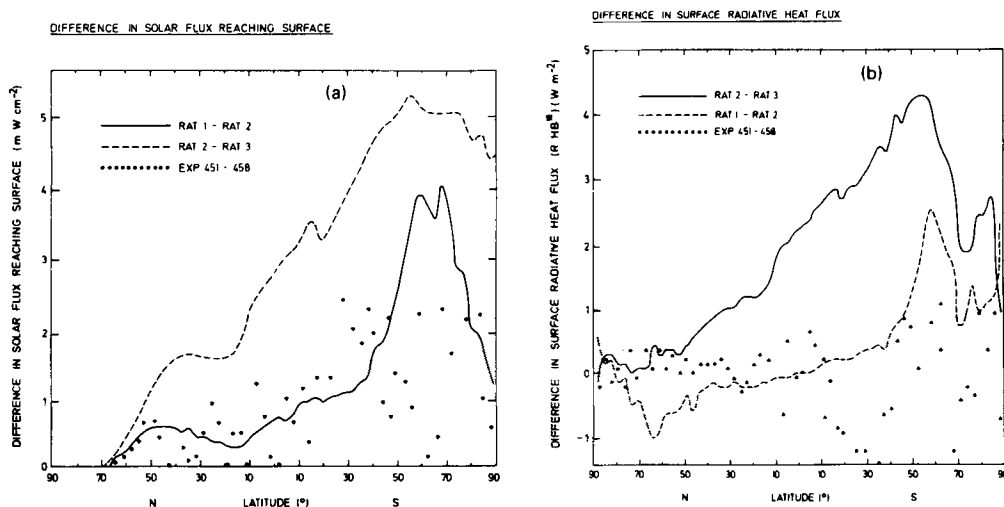 DIFFERENCE IN SOLAR FLUX REACHING SURFACE
DIFFERENCE IN SOLAR FLUX REACHING SURFACE (m W cm⁻²)
(a)
RAT 1 - RAT 2
RAT 2 - RAT 3
EXP 451 - 458
5
4
3
2
1
0
70 50 30 10 10 30 50 70 90
N LATITUDE (°) S
DIFFERENCE IN SURFACE RADIATIVE HEAT FLUX
DIFFERENCE IN SURFACE RADIATIVE HEAT FLUX (R HB*) (W m⁻²)
(b)
RAT 2 - RAT 3
RAT 1 - RAT 2
EXP 451 - 458
4
3
2
1
0
-1
90 70 50 30 10 10 30 50 70 90
N LATITUDE (°) S